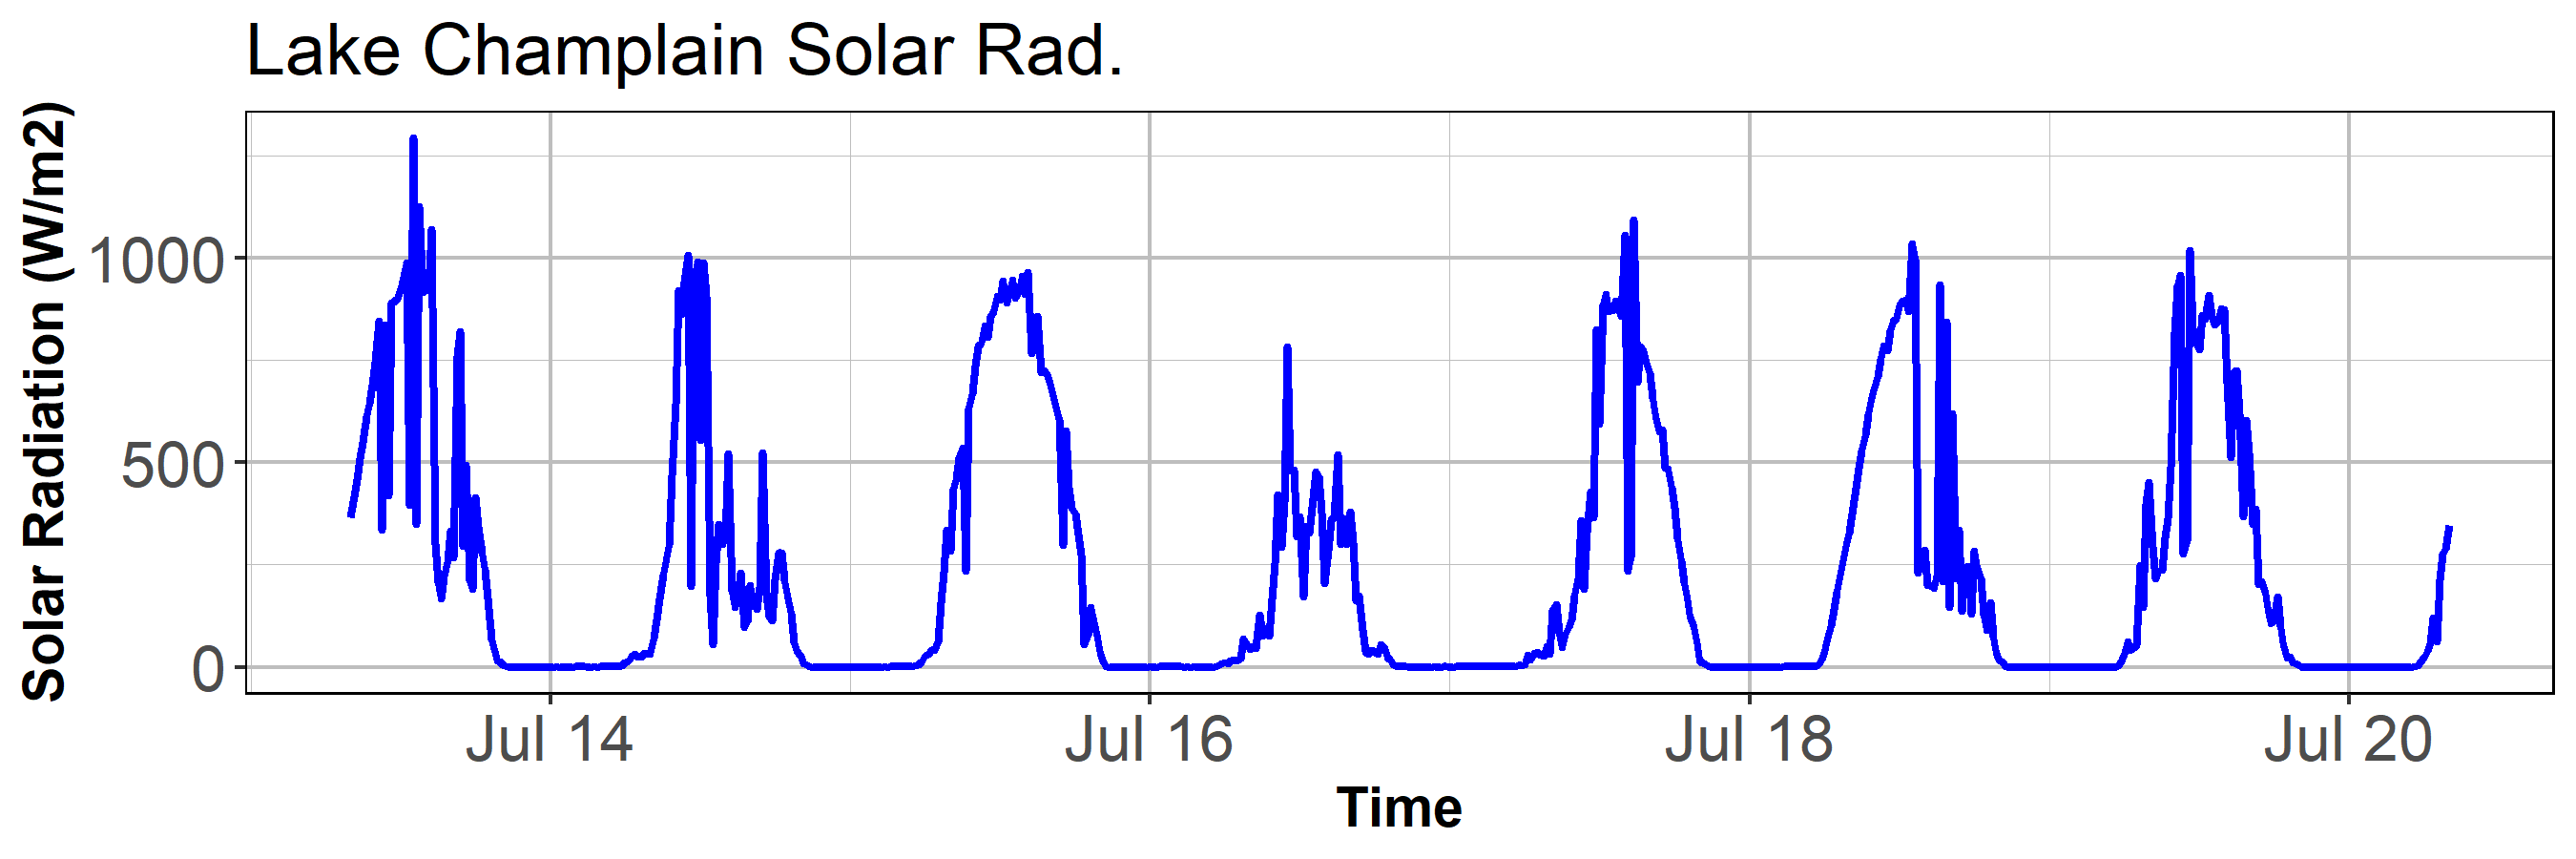 Lake Champlain Solar Rad.
Solar Radiation (W/m2)
1000
500
0
Jul 14
Jul 16
Jul 18
Jul 20
Time